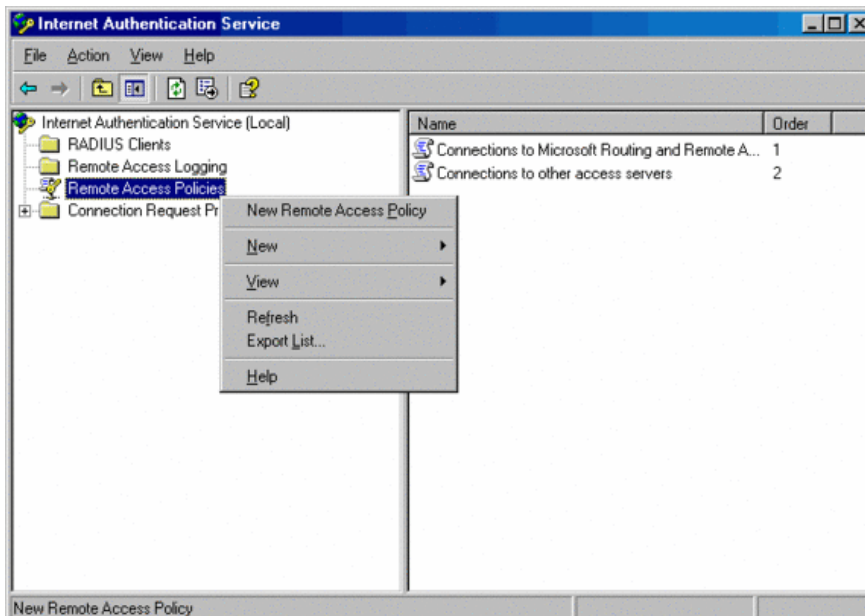 Internet Authentication Service
File Action View Help
Internet Authentication Service (Local)
RADIUS Clients
Remote Access Logging
Remote Access Policies
Connection Request Pr
New Remote Access Policy
New
View
Refresh
Export List...
Help
Name Order
Connections to Microsoft Routing and Remote A... 1
Connections to other access servers 2
New Remote Access Policy